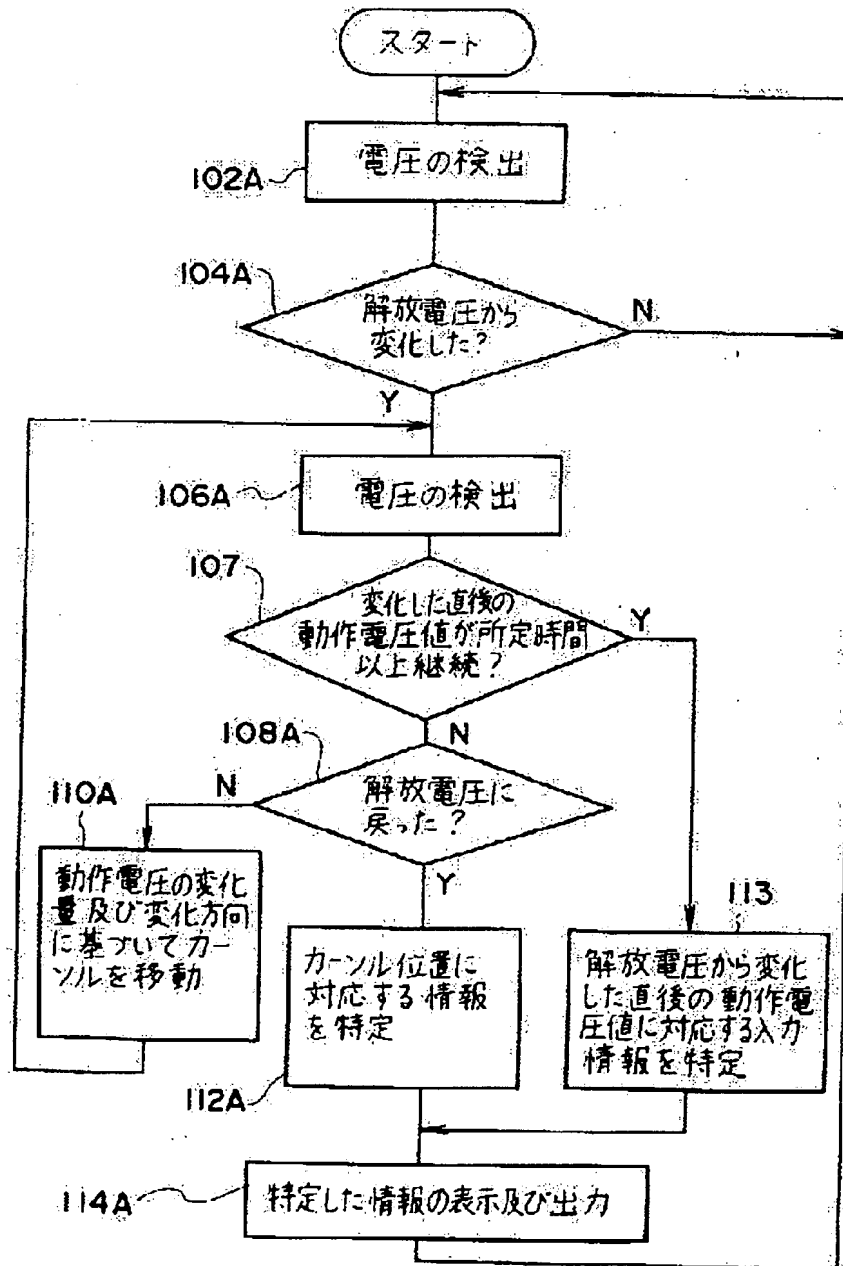 スタート
102A
電圧の検出
104A
解放電圧から
変化した?
N
Y
106A
電圧の検出
107
変化した直後の
動作電圧値が所定時間
以上継続?
Y
N
108A
解放電圧に
戻った?
N
Y
110A
動作電圧の変化
量及び変化方向
に基づいてカー
ソルを移動
112A
カーソル位置に
対応する情報
を特定
113
解放電圧から変化
した直後の動作電
圧値に対応する入力
情報を特定
114A
特定した情報の表示及び出力